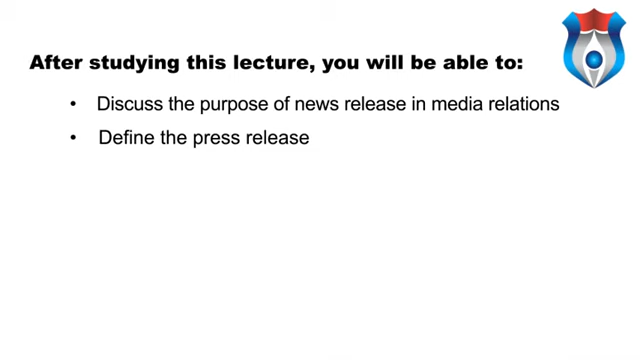 After studying this lecture, you will be able to:
• Discuss the purpose of news release in media relations
• Define the press release